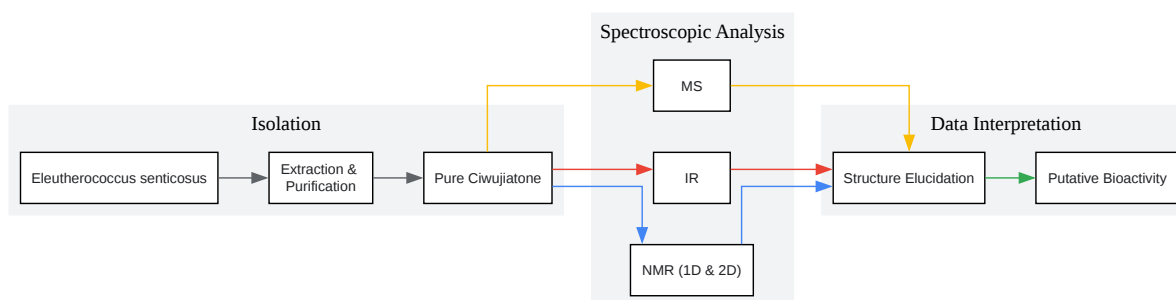 Spectroscopic Analysis
MS
Isolation
Data Interpretation
Eleutherococcus senticosus
Extraction &
Purification
Pure Ciwujiatone
IR
Structure Elucidation
Putative Bioactivity
NMR (1D & 2D)